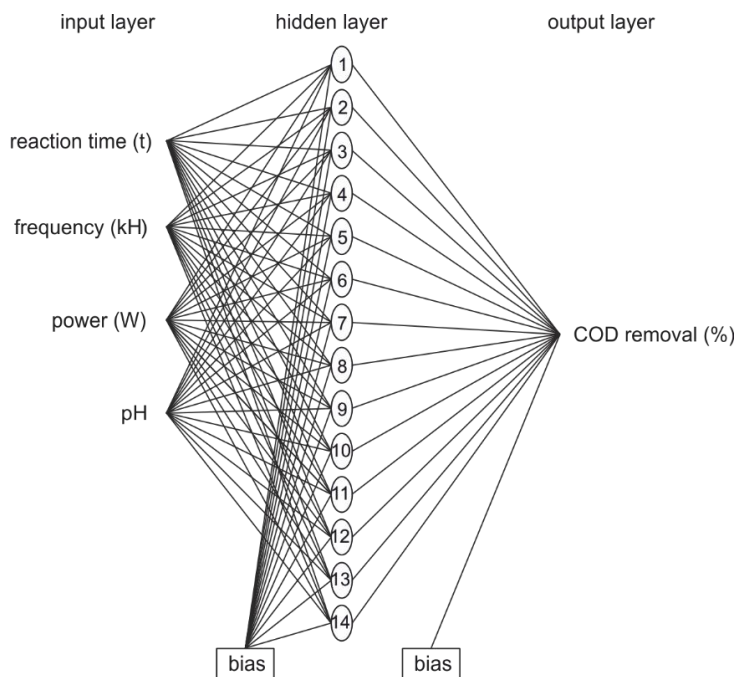 input layer
hidden layer
output layer
reaction time (t)
frequency (kH)
power (W)
pH
1
2
3
4
5
6
7
8
9
10
11
12
13
14
COD removal (%)
bias
bias